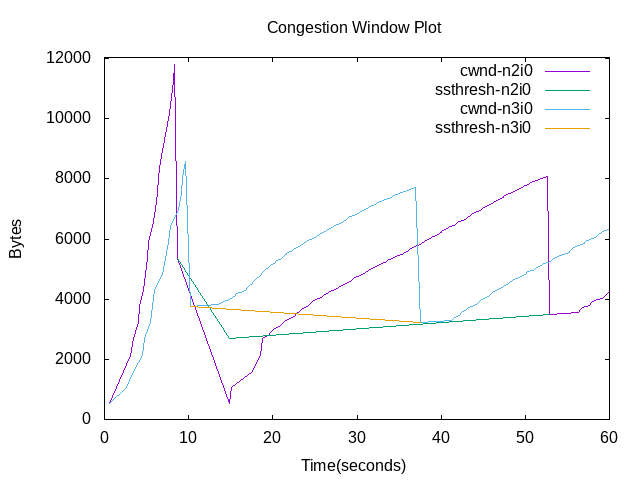 Congestion Window Plot
12000
10000
8000
6000
4000
2000
0
Bytes
cwnd-n2i0
ssthresh-n2i0
cwnd-n3i0
ssthresh-n3i0
0 10 20 30 40 50 60
Time(seconds)